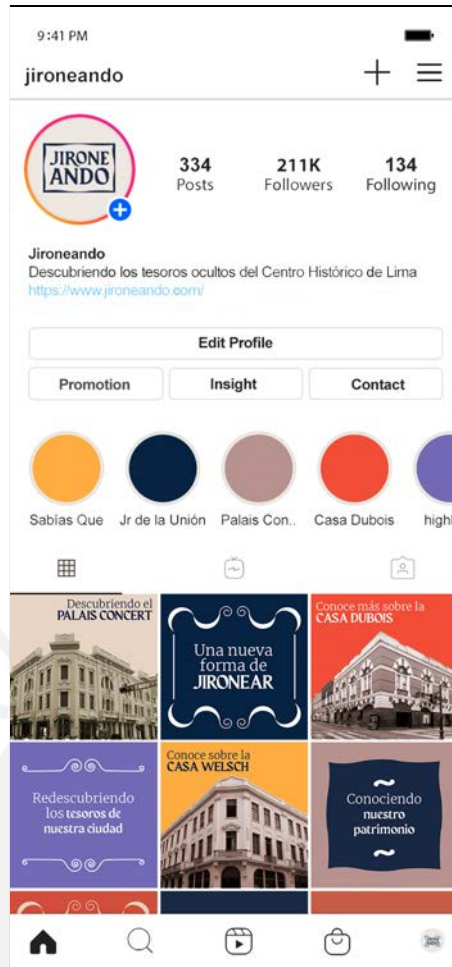 9:41 PM
jironeando
JIRONE
ANDO
334
Posts
211K
Followers
134
Following
Jironeando
Descubriendo los tesoros ocultos del Centro Histórico de Lima
https://www.jironeando.com/
Edit Profile
Promotion
Insight
Contact
Sabías Que
Jr de la Unión
Palais Con..
Casa Dubois
highl
Descubriendo el
PALAIS CONCERT
Una nueva
forma de
JIRONEAR
Conoce más sobre la
CASA DUBOIS
Redescubriendo
los tesoros de
nuestra ciudad
Conoce sobre la
CASA WELSCH
Conociendo
nuestro
patrimonio